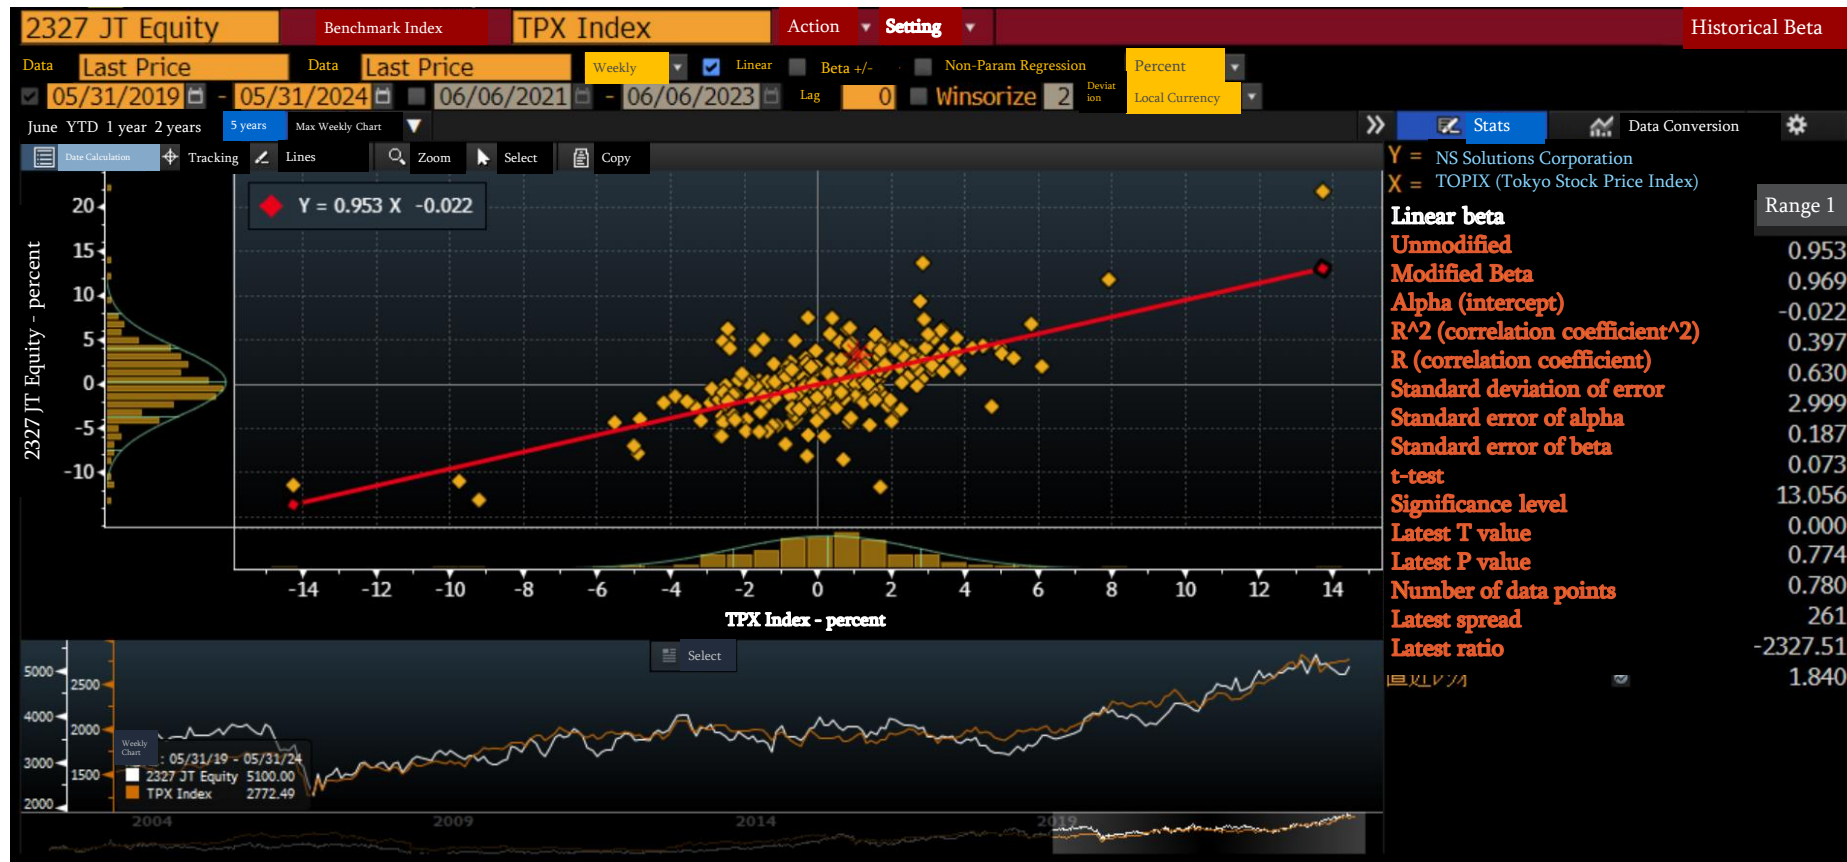 2327 JT Equity Benchmark Index TPX Index Action Setting Historical Beta
Data Last Price Data Last Price Weekly Linear Beta +/- Non-Param Regression Percent
05/31/2019 - 05/31/2024 06/06/2021 - 06/06/2023 Lag 0 Winsorize 2 Deviat ion Local Currency
June YTD 1 year 2 years 5 years Max Weekly Chart Stats Data Conversion
Date Calculation Tracking Lines Zoom Select Copy
Y = NS Solutions Corporation
X = TOPIX (Tokyo Stock Price Index)
Range 1
Linear beta
Unmodified 0.953
Modified Beta 0.969
Alpha (intercept) -0.022
R^2 (correlation coefficient^2) 0.397
R (correlation coefficient) 0.630
Standard deviation of error 2.999
Standard error of alpha 0.187
Standard error of beta 0.073
t-test 13.056
Significance level 0.000
Latest T value 0.774
Latest P value 0.780
Number of data points 261
Latest spread -2327.51
Latest ratio 1.840
Y = 0.953 X -0.022
2327 JT Equity - percent
20
15
10
5
0
-5
-10
-14 -12 -10 -8 -6 -4 -2 0 2 4 6 8 10 12 14
TPX Index - percent
Select
5000
4000
3000
2000
2500
2000
1500
Weekly
Chart
: 05/31/19 - 05/31/24
2327 JT Equity 5100.00
TPX Index 2772.49
2004 2009 2014 2019